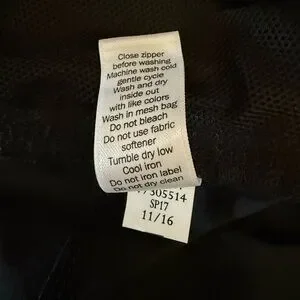 Close zipper
before washing
Machine wash cold
gentle cycle
Wash and dry
inside out
with like colors
Wash in mesh bag
Do not bleach
Do not use fabric
softener
Tumble dry low
Cool iron
Do not iron label
Do not dry clean
SP17
11/16